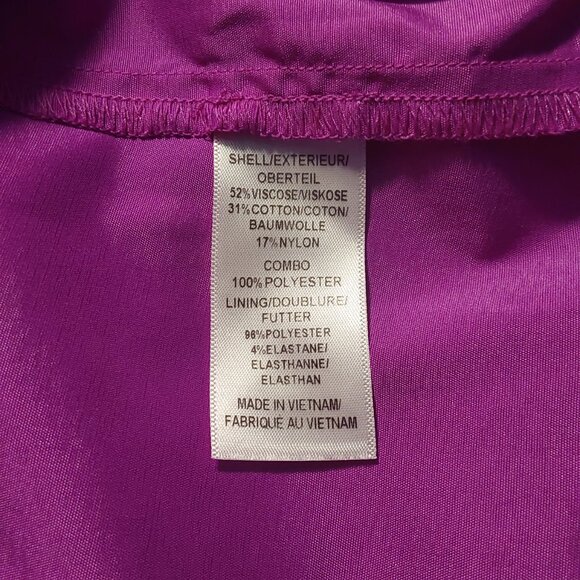 SHELL/EXTERIEUR/
OBERTEIL
52%VISCOSE/VISKOSE
31%COTTON/COTON/
BAUMWOLLE
17%NYLON
COMBO
100%POLYESTER
LINING/DOUBLURE/
FUTTER
96%POLYESTER
4%ELASTANE/
ELASTHANNE/
ELASTHAN
MADE IN VIETNAM/
FABRIQUÉ AU VIETNAM